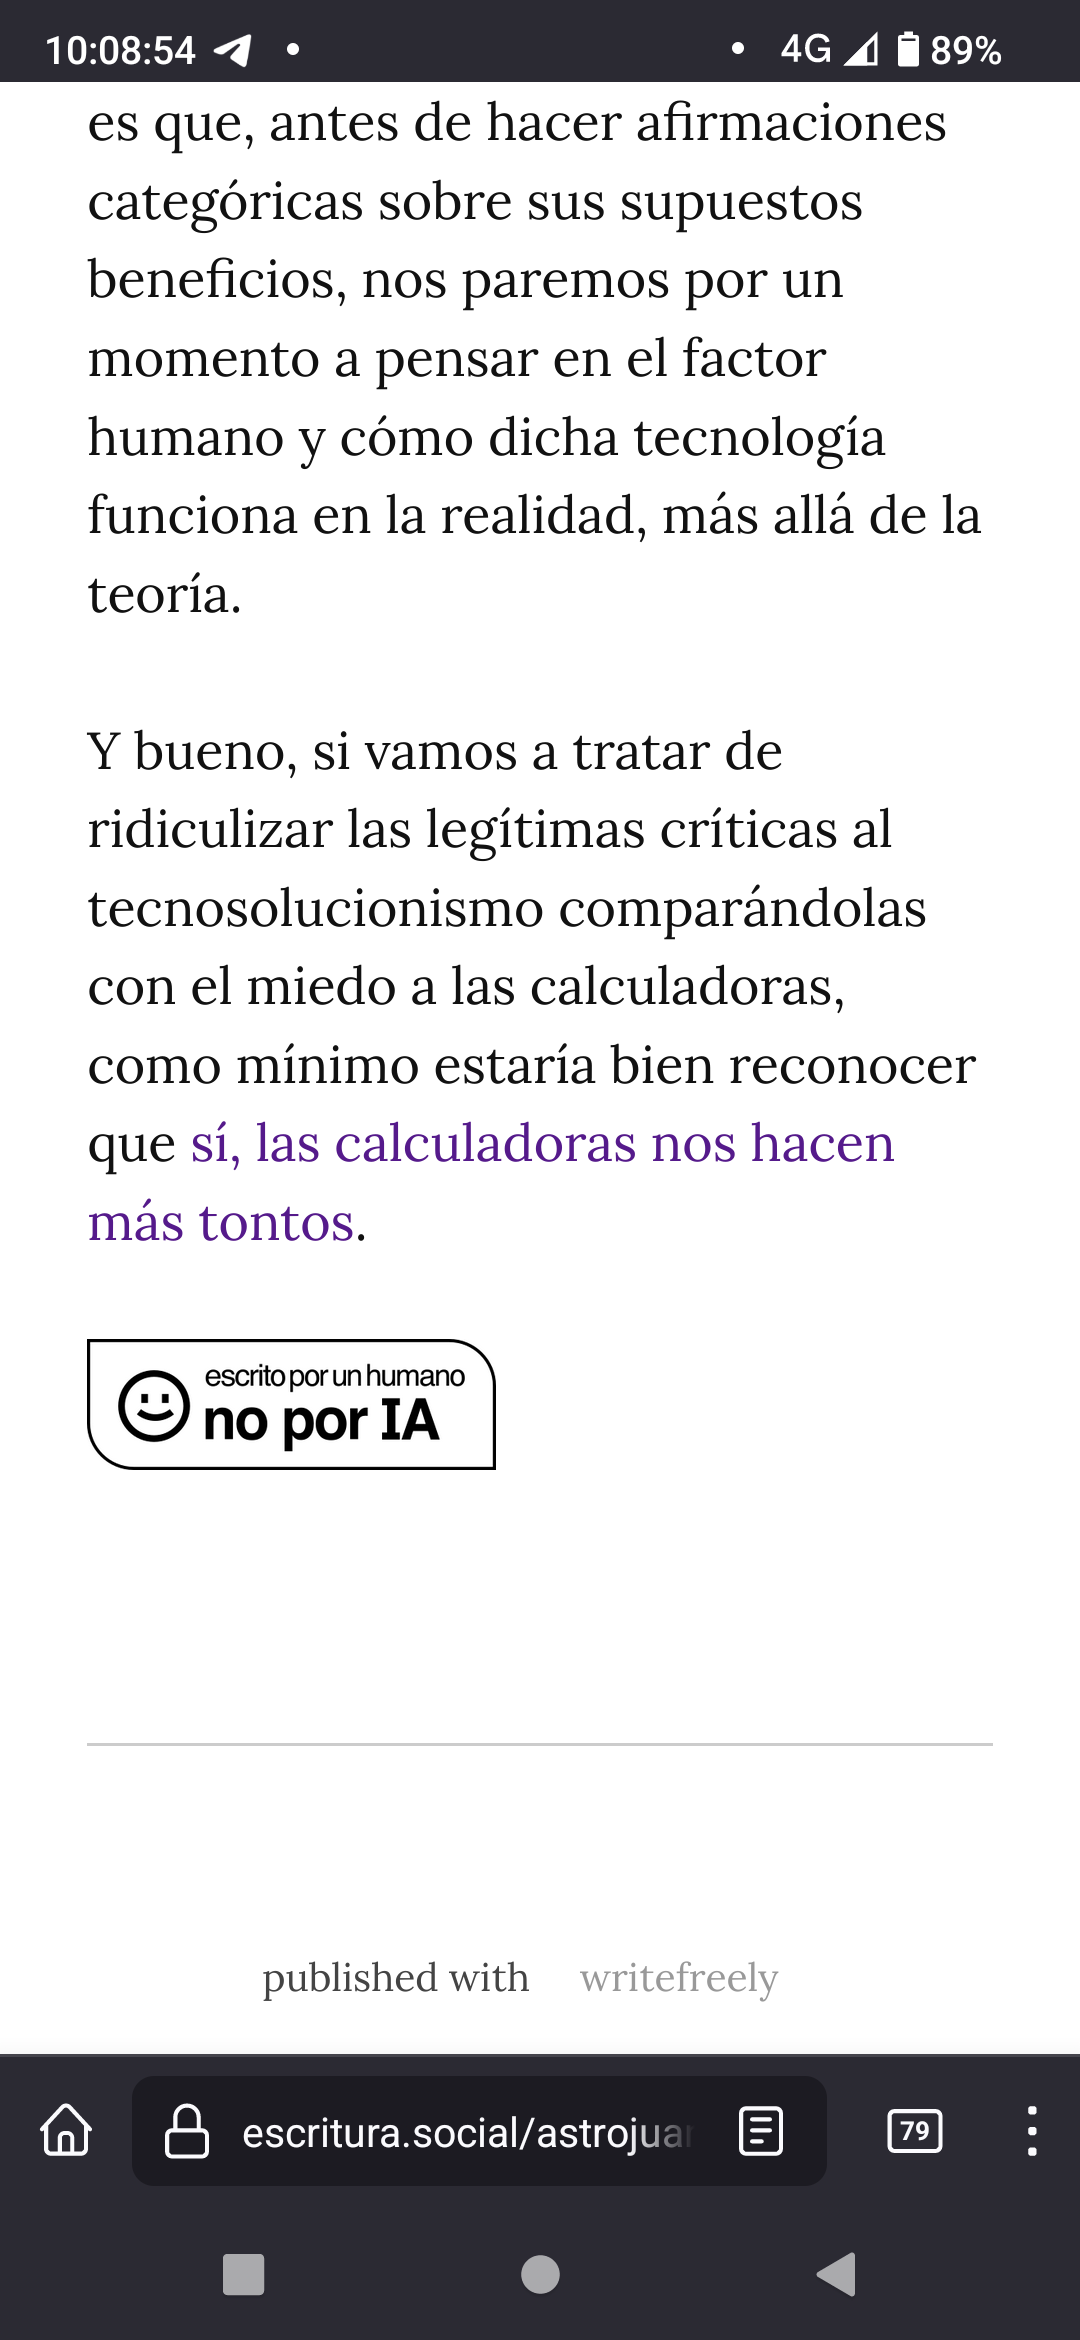 10:08:54
4G 89%
es que, antes de hacer afirmaciones
categóricas sobre sus supuestos
beneficios, nos paremos por un
momento a pensar en el factor
humano y cómo dicha tecnología
funciona en la realidad, más allá de la
teoría.
Y bueno, si vamos a tratar de
ridiculizar las legítimas críticas al
tecnosolucionismo comparándolas
con el miedo a las calculadoras,
como mínimo estaría bien reconocer
que sí, las calculadoras nos hacen
más tontos.
escrito por un humano
no por IA
published with writefreely
escritura.social/astrojuan
79